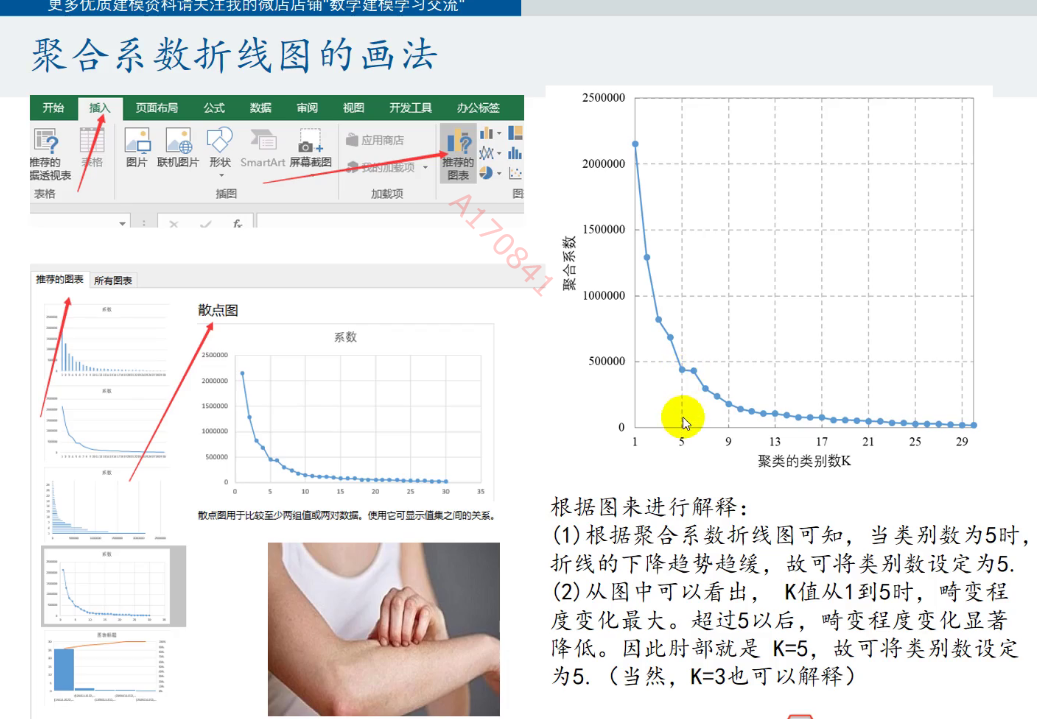 更多优质建模资料请关注我的微店店铺"数学建模学习交流"
聚合系数折线图的画法
开始 插入 页面布局 公式 数据 审阅 视图 开发工具 办公标签
推荐的
据透视表
表格
图片 联机图片 形状 SmartArt 屏幕截图
应用商店
我的加载项
推荐的
图表
表格 插图 加载项 图
fx
A170841
推荐的图表 所有图表
散点图
系数
2500000
2000000
1500000
1000000
500000
0
0 5 10 15 20 25 30 35
散点图用于比较至少两组值或两对数据。使用它可显示值集之间的关系。
系数
系数
系数
系数
2500000
2000000
1500000
1000000
500000
0
聚合系数
1 5 9 13 17 21 25 29
聚类的类别数K
根据图来进行解释：
(1)根据聚合系数折线图可知，当类别数为5时，
折线的下降趋势趋缓，故可将类别数设定为5.
(2)从图中可以看出， K值从1到5时，畸变程
度变化最大。超过5以后，畸变程度变化显著
降低。因此肘部就是 K=5，故可将类别数设定
为5.（当然，K=3也可以解释）